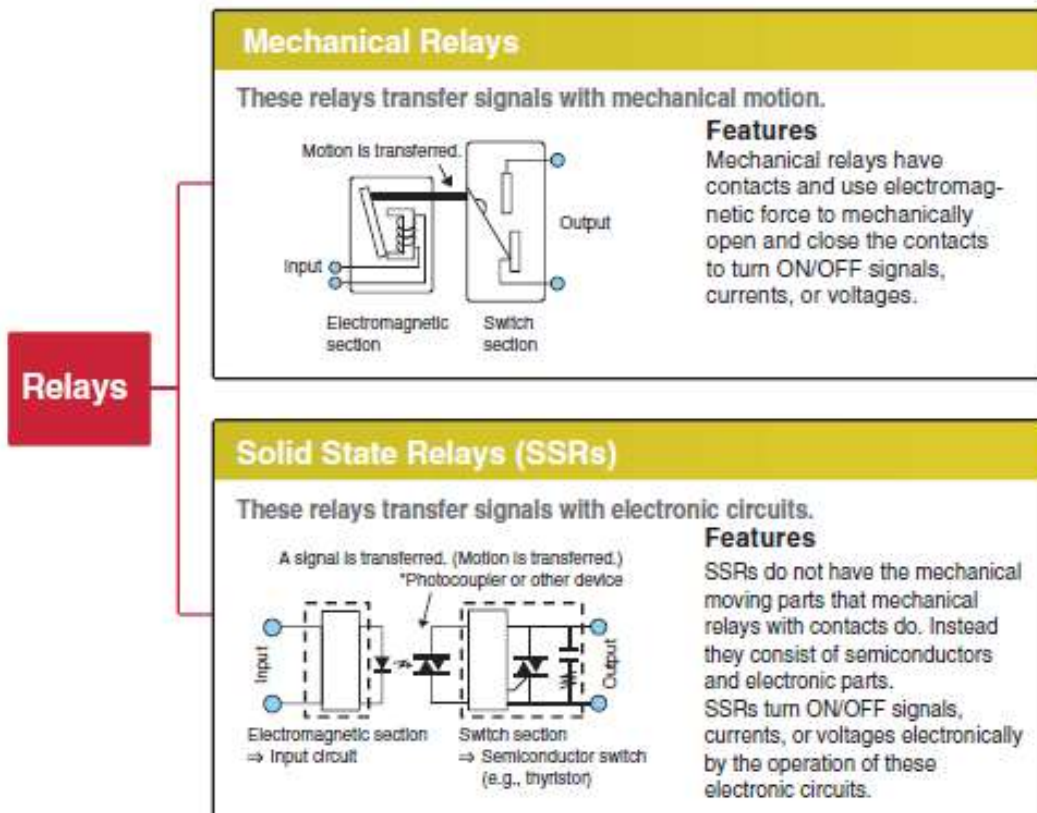 Mechanical Relays
These relays transfer signals with mechanical motion.
Motion is transferred.
Input
Output
Electromagnetic
section
Switch
section
Features
Mechanical relays have
contacts and use electromag-
netic force to mechanically
open and close the contacts
to turn ON/OFF signals,
currents, or voltages.
Relays
Solid State Relays (SSRs)
These relays transfer signals with electronic circuits.
A signal is transferred. (Motion is transferred.)
*Photocoupler or other device
Input
Output
Electromagnetic section
⇒ Input circuit
Switch section
⇒ Semiconductor switch
(e.g., thyristor)
Features
SSRs do not have the mechanical
moving parts that mechanical
relays with contacts do. Instead
they consist of semiconductors
and electronic parts.
SSRs turn ON/OFF signals,
currents, or voltages electronically
by the operation of these
electronic circuits.